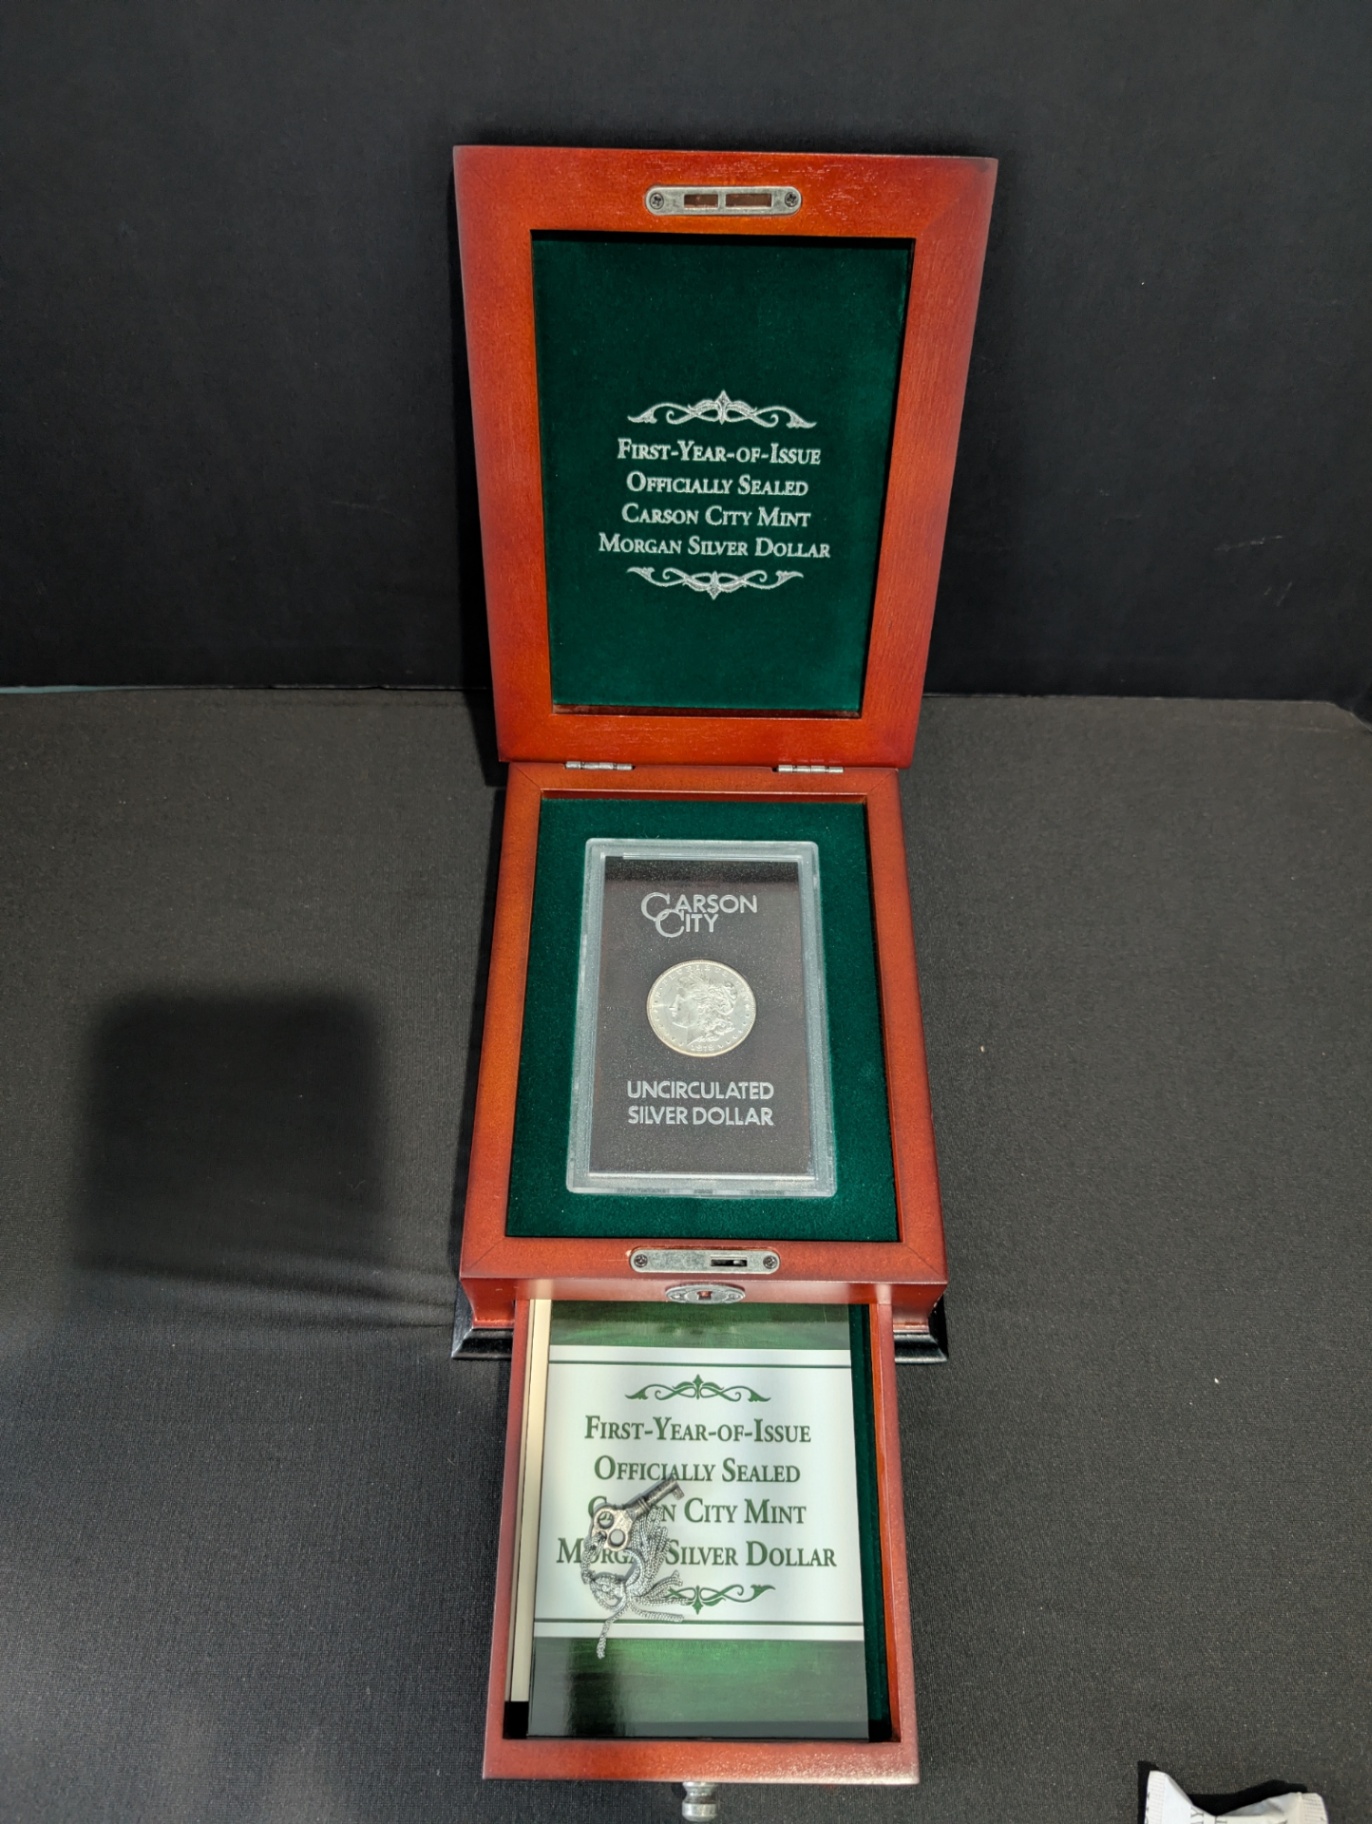 First-Year-of-Issue
Officially Sealed
Carson City Mint
Morgan Silver Dollar
Carson
City
Uncirculated
Silver Dollar
First-Year-of-Issue
Officially Sealed
City Mint
Silver Dollar